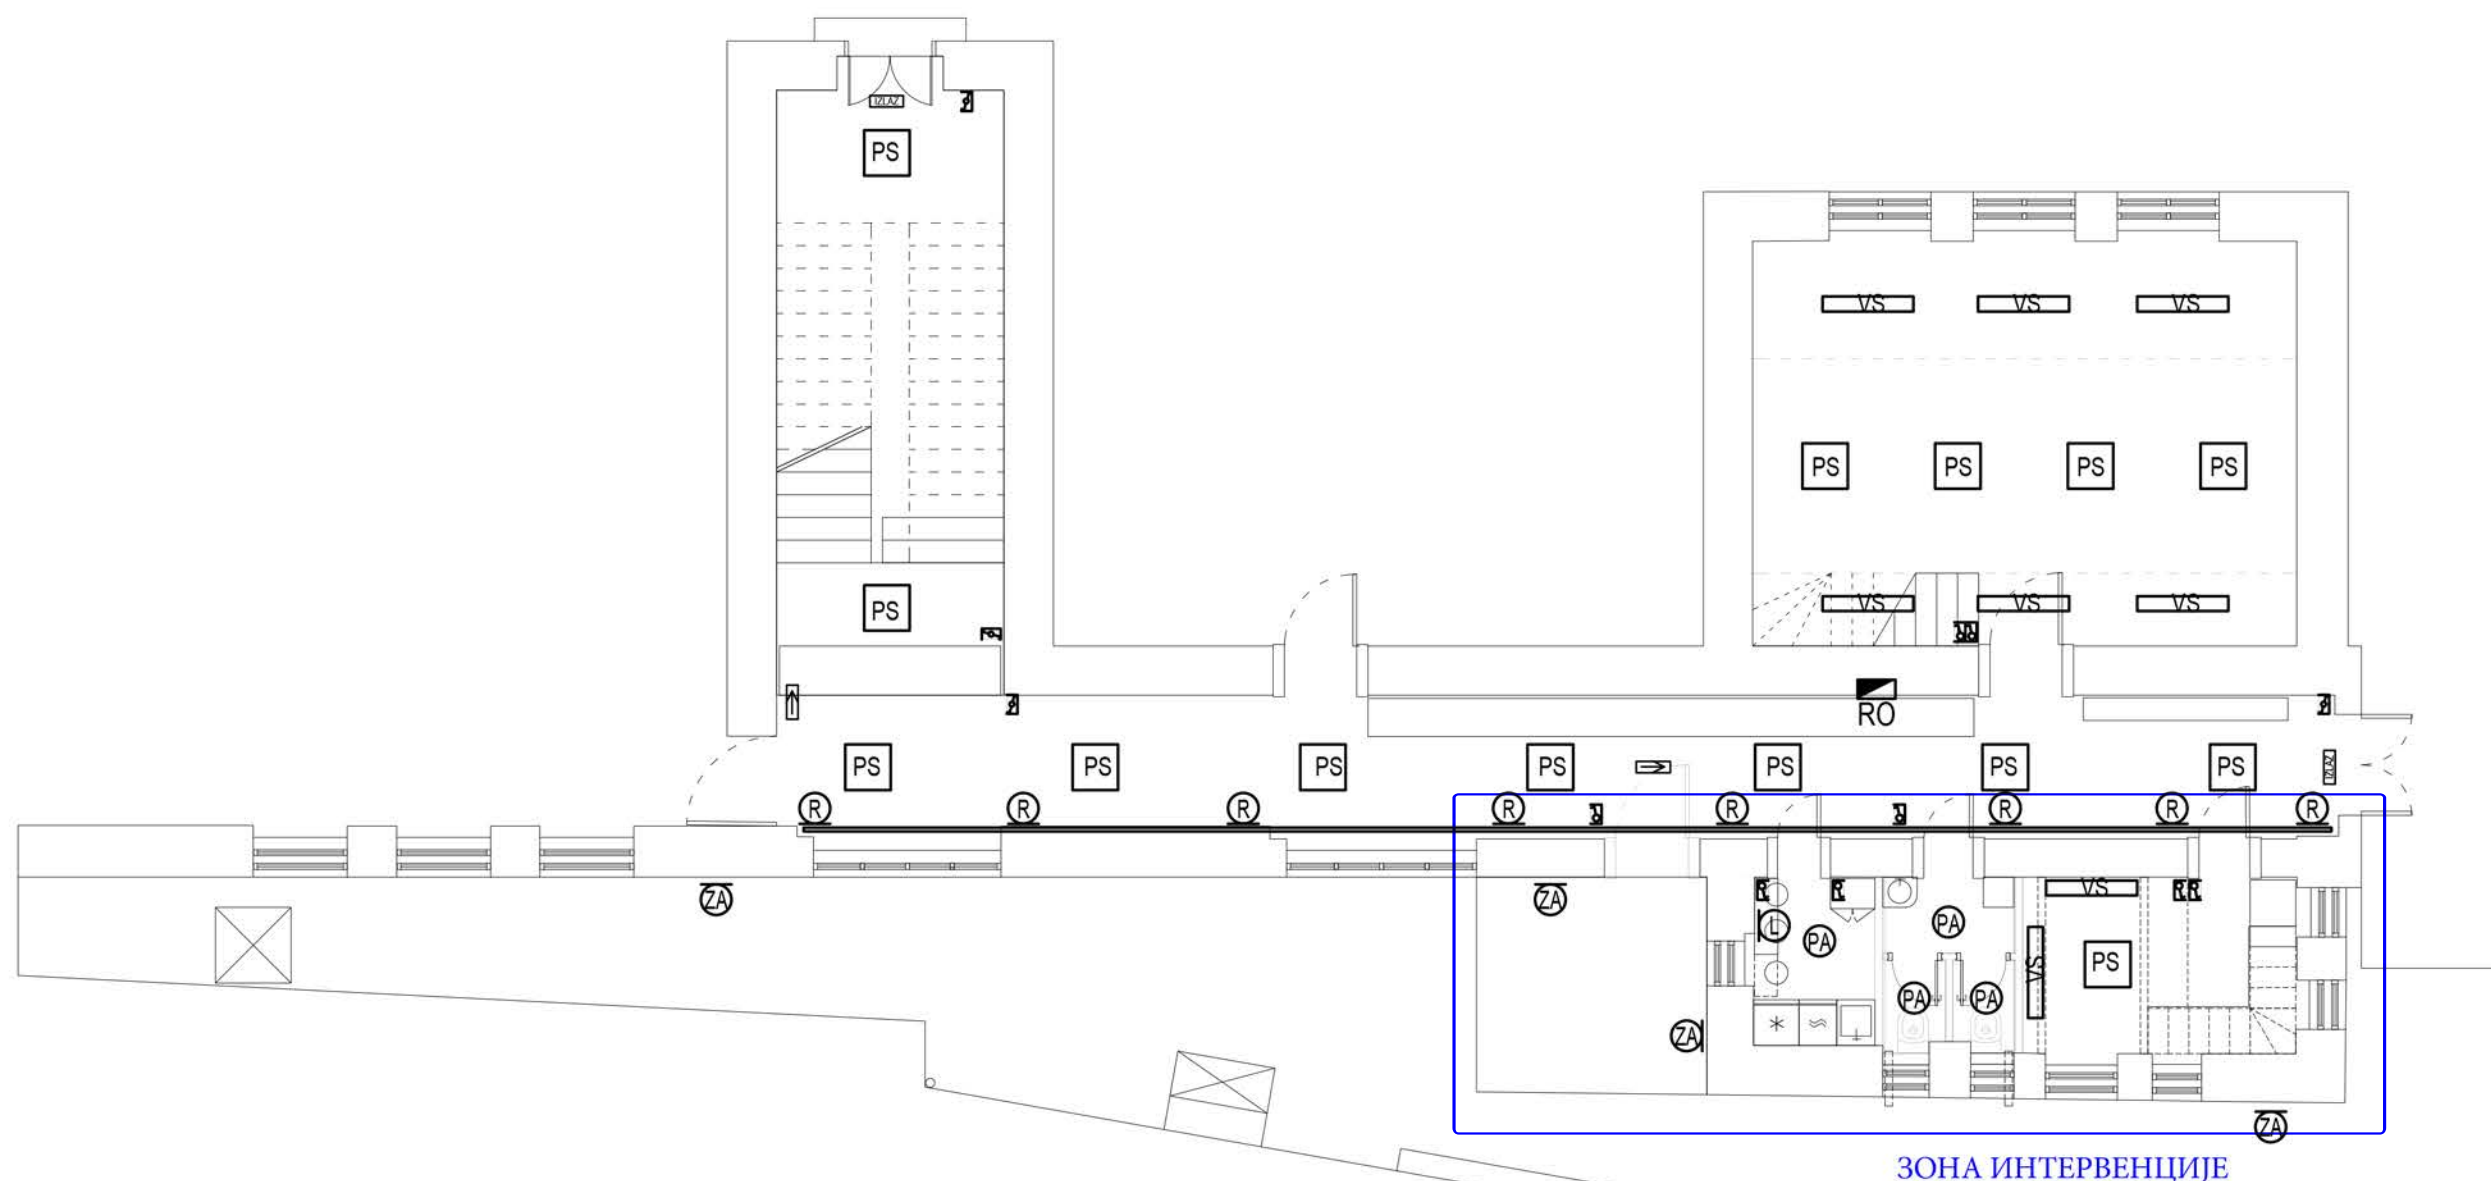 IZLAZ
PS
VS VS VS
PS PS PS PS
VS VS VS
PS
RO
PS PS PS PS PS PS PS
IZLAZ
R R R R R R R R
ZA
ZA
VS
L
PA
PA
VS
PS
PA PA
ZA
ZA
ЗОНА ИНТЕРВЕНЦИЈЕ